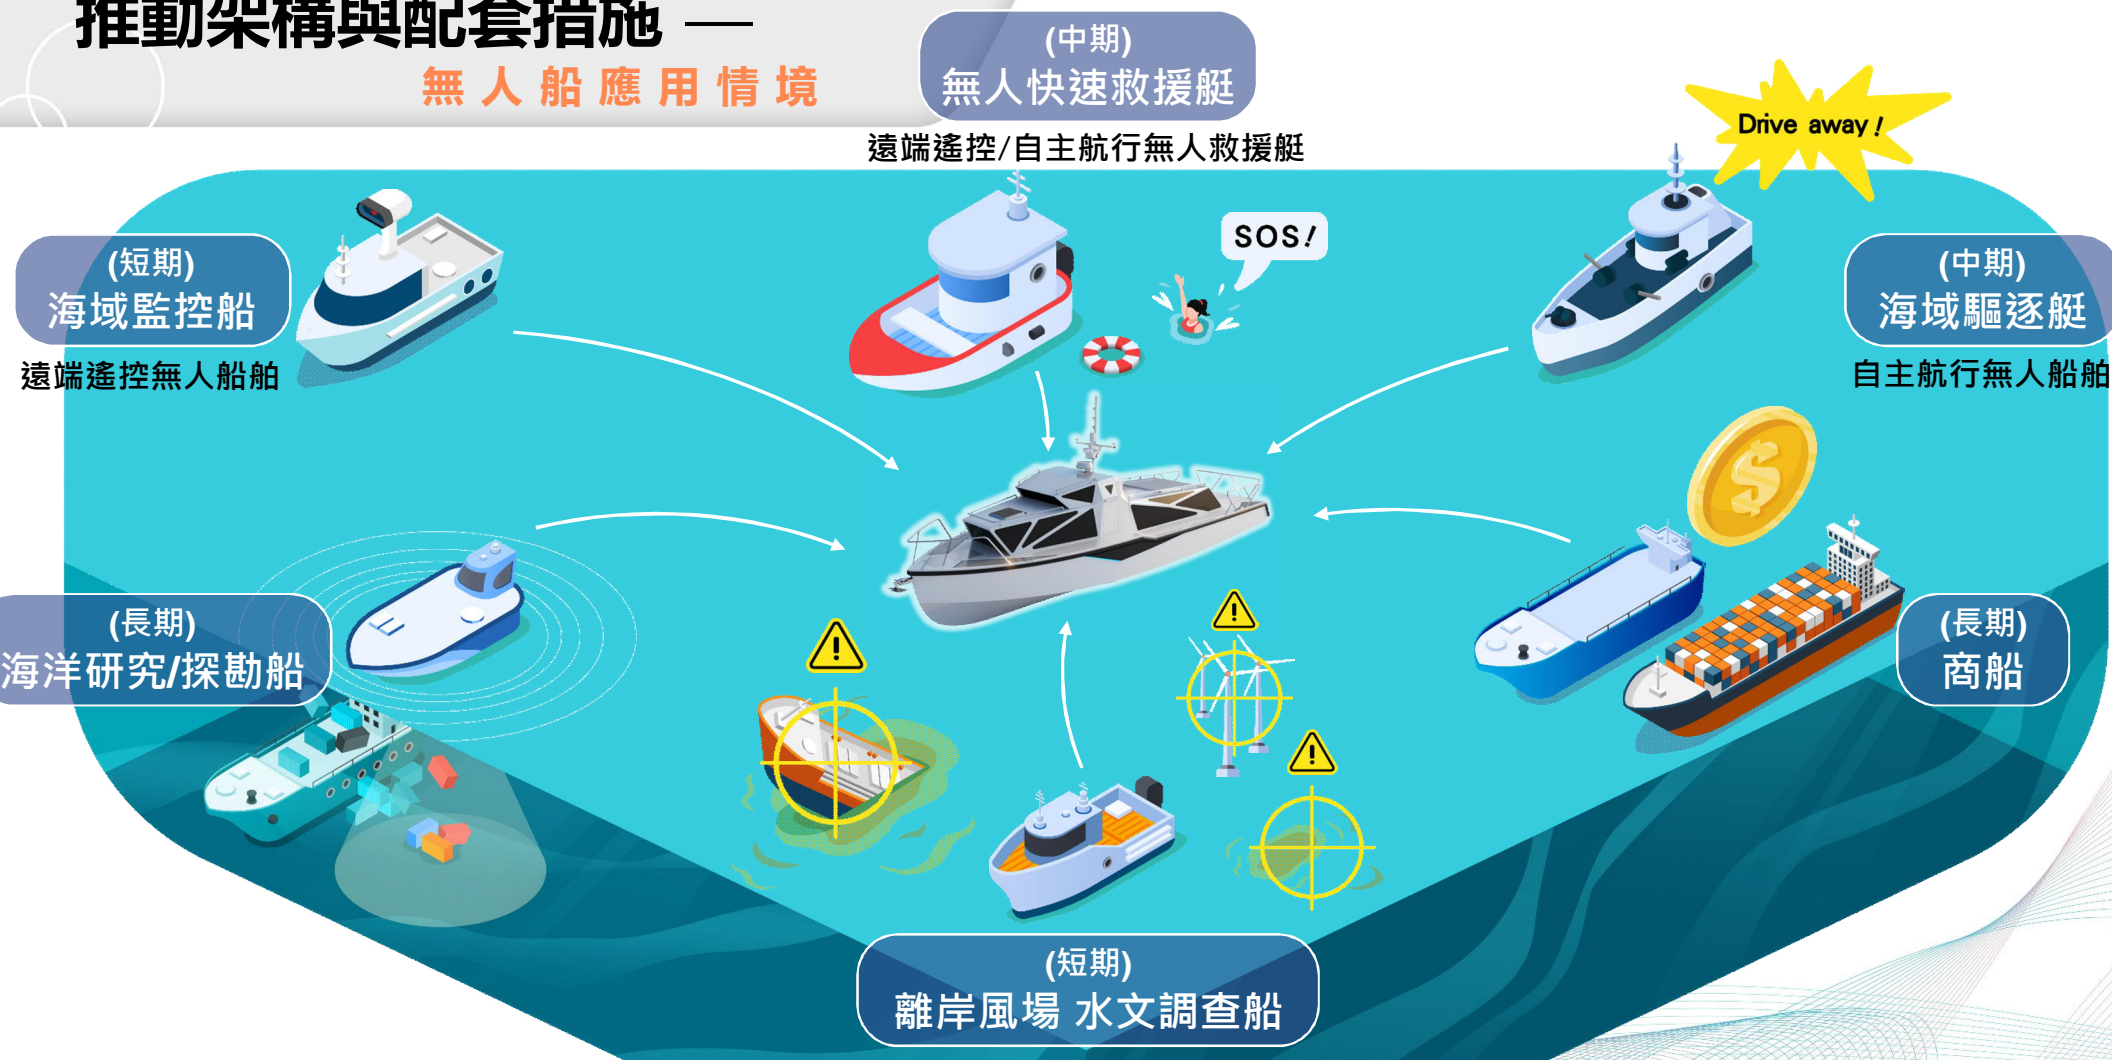 推動架構與配套措施 —
無人船應用情境
(中期)
無人快速救援艇
遠端遙控/自主航行無人救援艇
Drive away!
SOS!
(短期)
海域監控船
遠端遙控無人船舶
(中期)
海域驅逐艇
自主航行無人船舶
(長期)
海洋研究/探勘船
(長期)
商船
(短期)
離岸風場 水文調查船